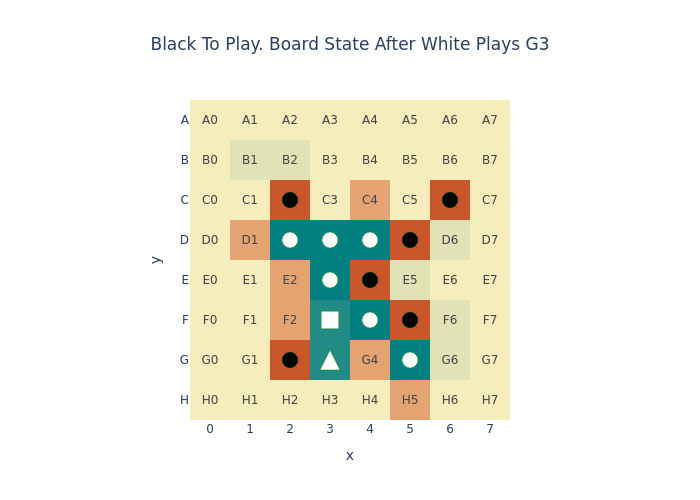 Black To Play. Board State After White Plays G3
A A0 A1 A2 A3 A4 A5 A6 A7
B B0 B1 B2 B3 B4 B5 B6 B7
C C0 C1 C3 C4 C5 C7
D D0 D1 D6 D7
y
E E0 E1 E2 E5 E6 E7
F F0 F1 F2 F6 F7
G G0 G1 G4 G6 G7
H H0 H1 H2 H3 H4 H5 H6 H7
0 1 2 3 4 5 6 7
x